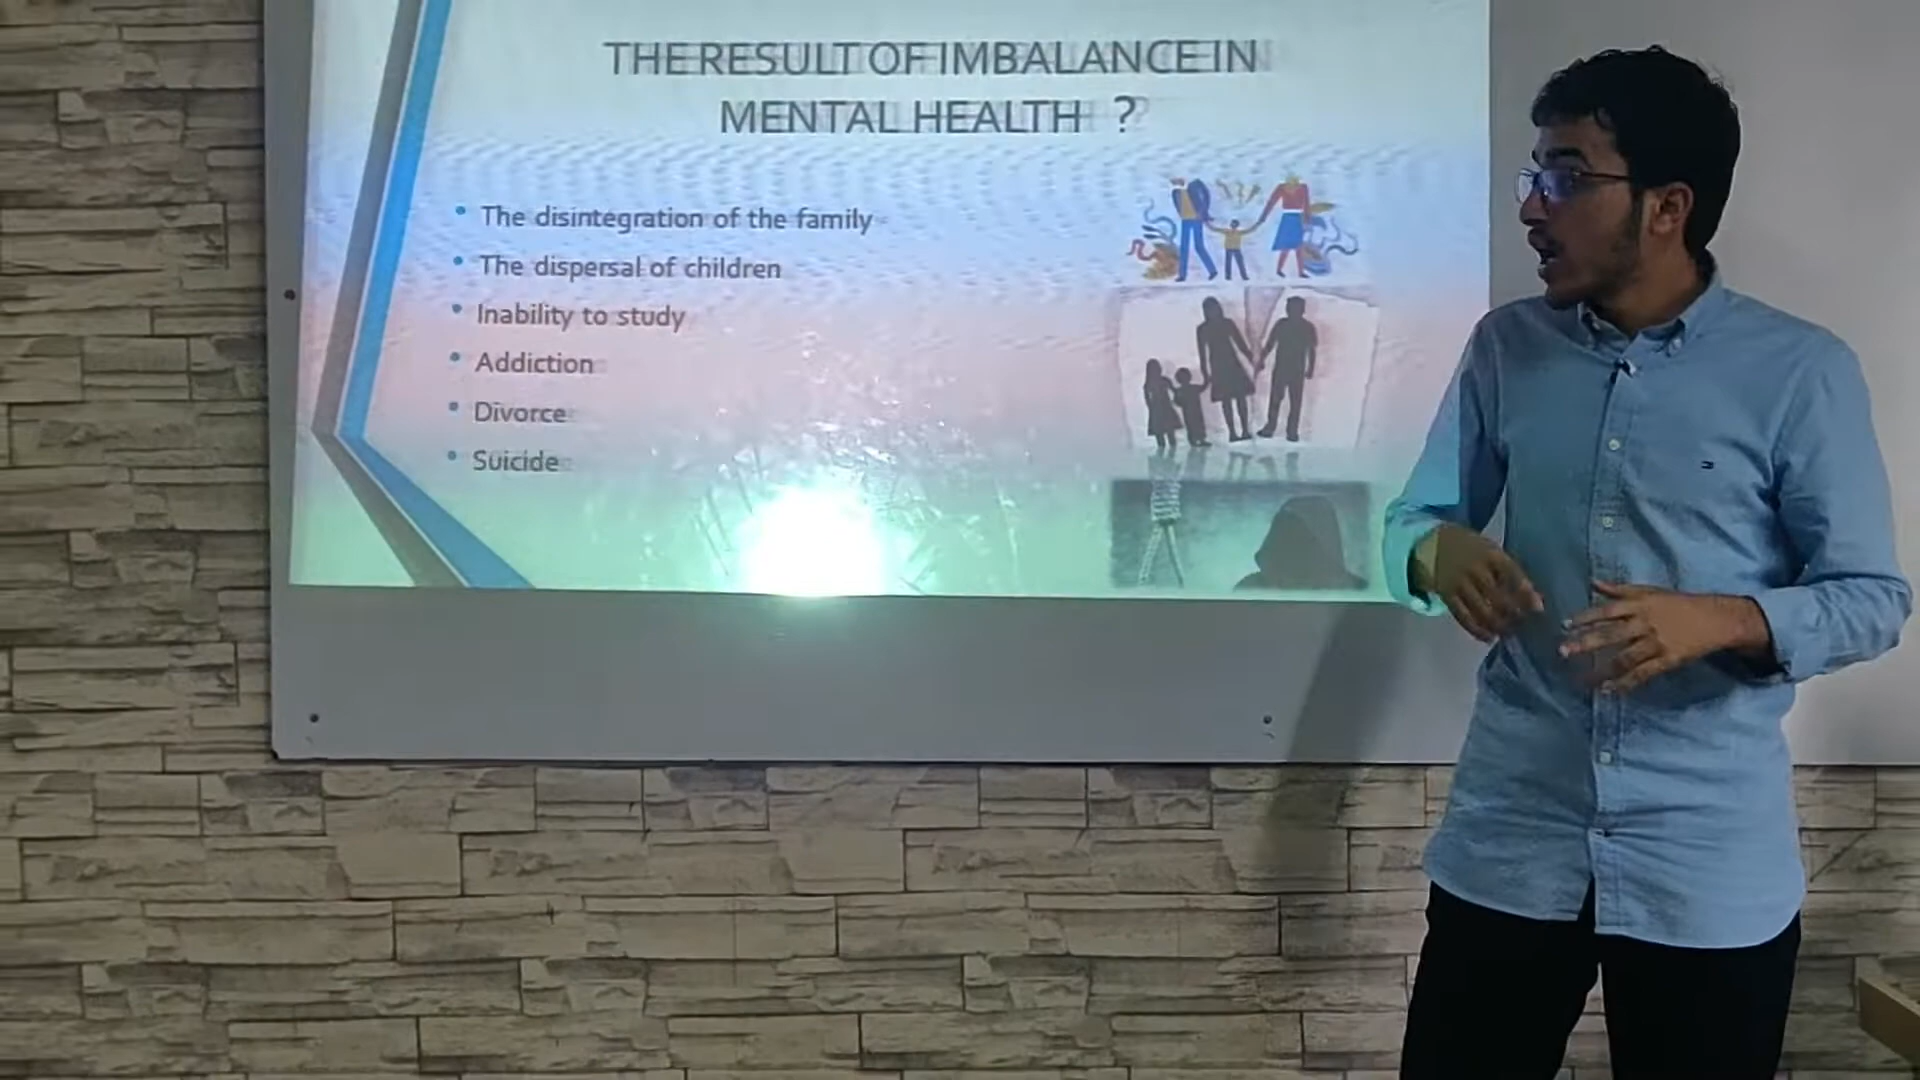 THE RESULT OF IMBALANCE IN
MENTAL HEALTH ?
• The disintegration of the family
• The dispersal of children
• Inability to study
• Addiction
• Divorce
• Suicide